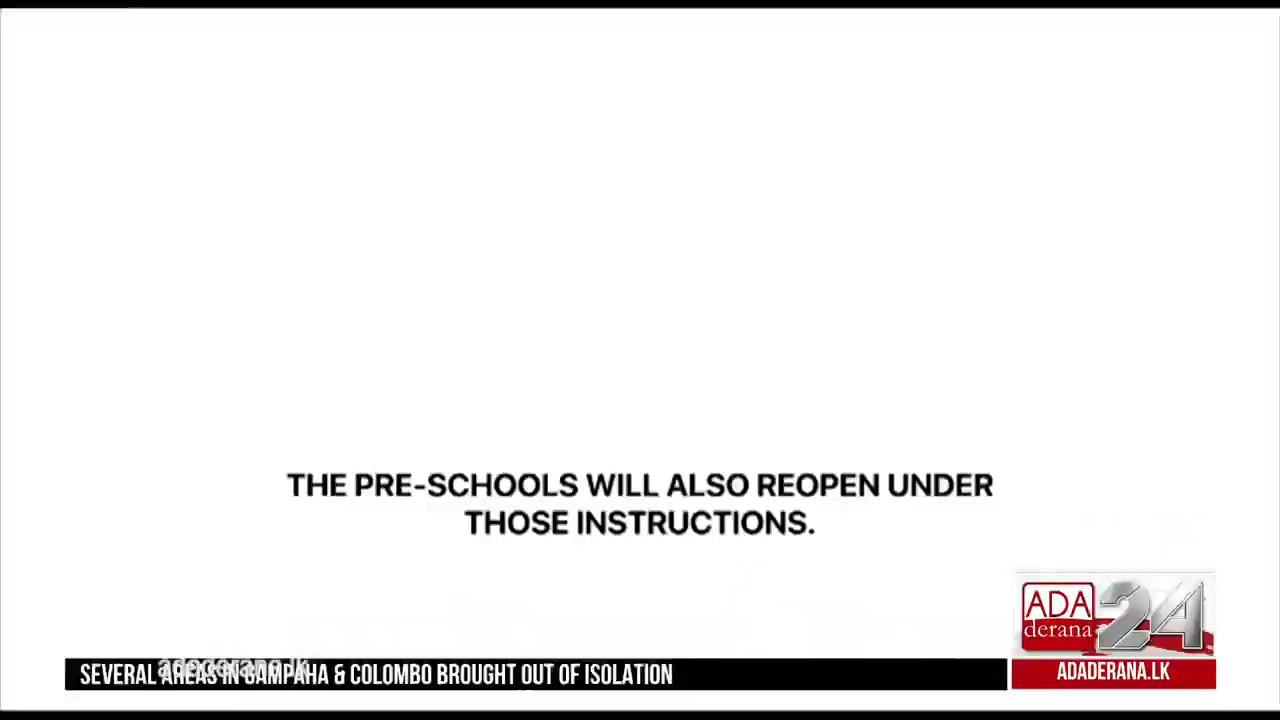 THE PRE-SCHOOLS WILL ALSO REOPEN UNDER
THOSE INSTRUCTIONS.
ADA
derana
24
SEVERAL AREAS IN GAMPAHA & COLOMBO BROUGHT OUT OF ISOLATION
ADADERANA.LK